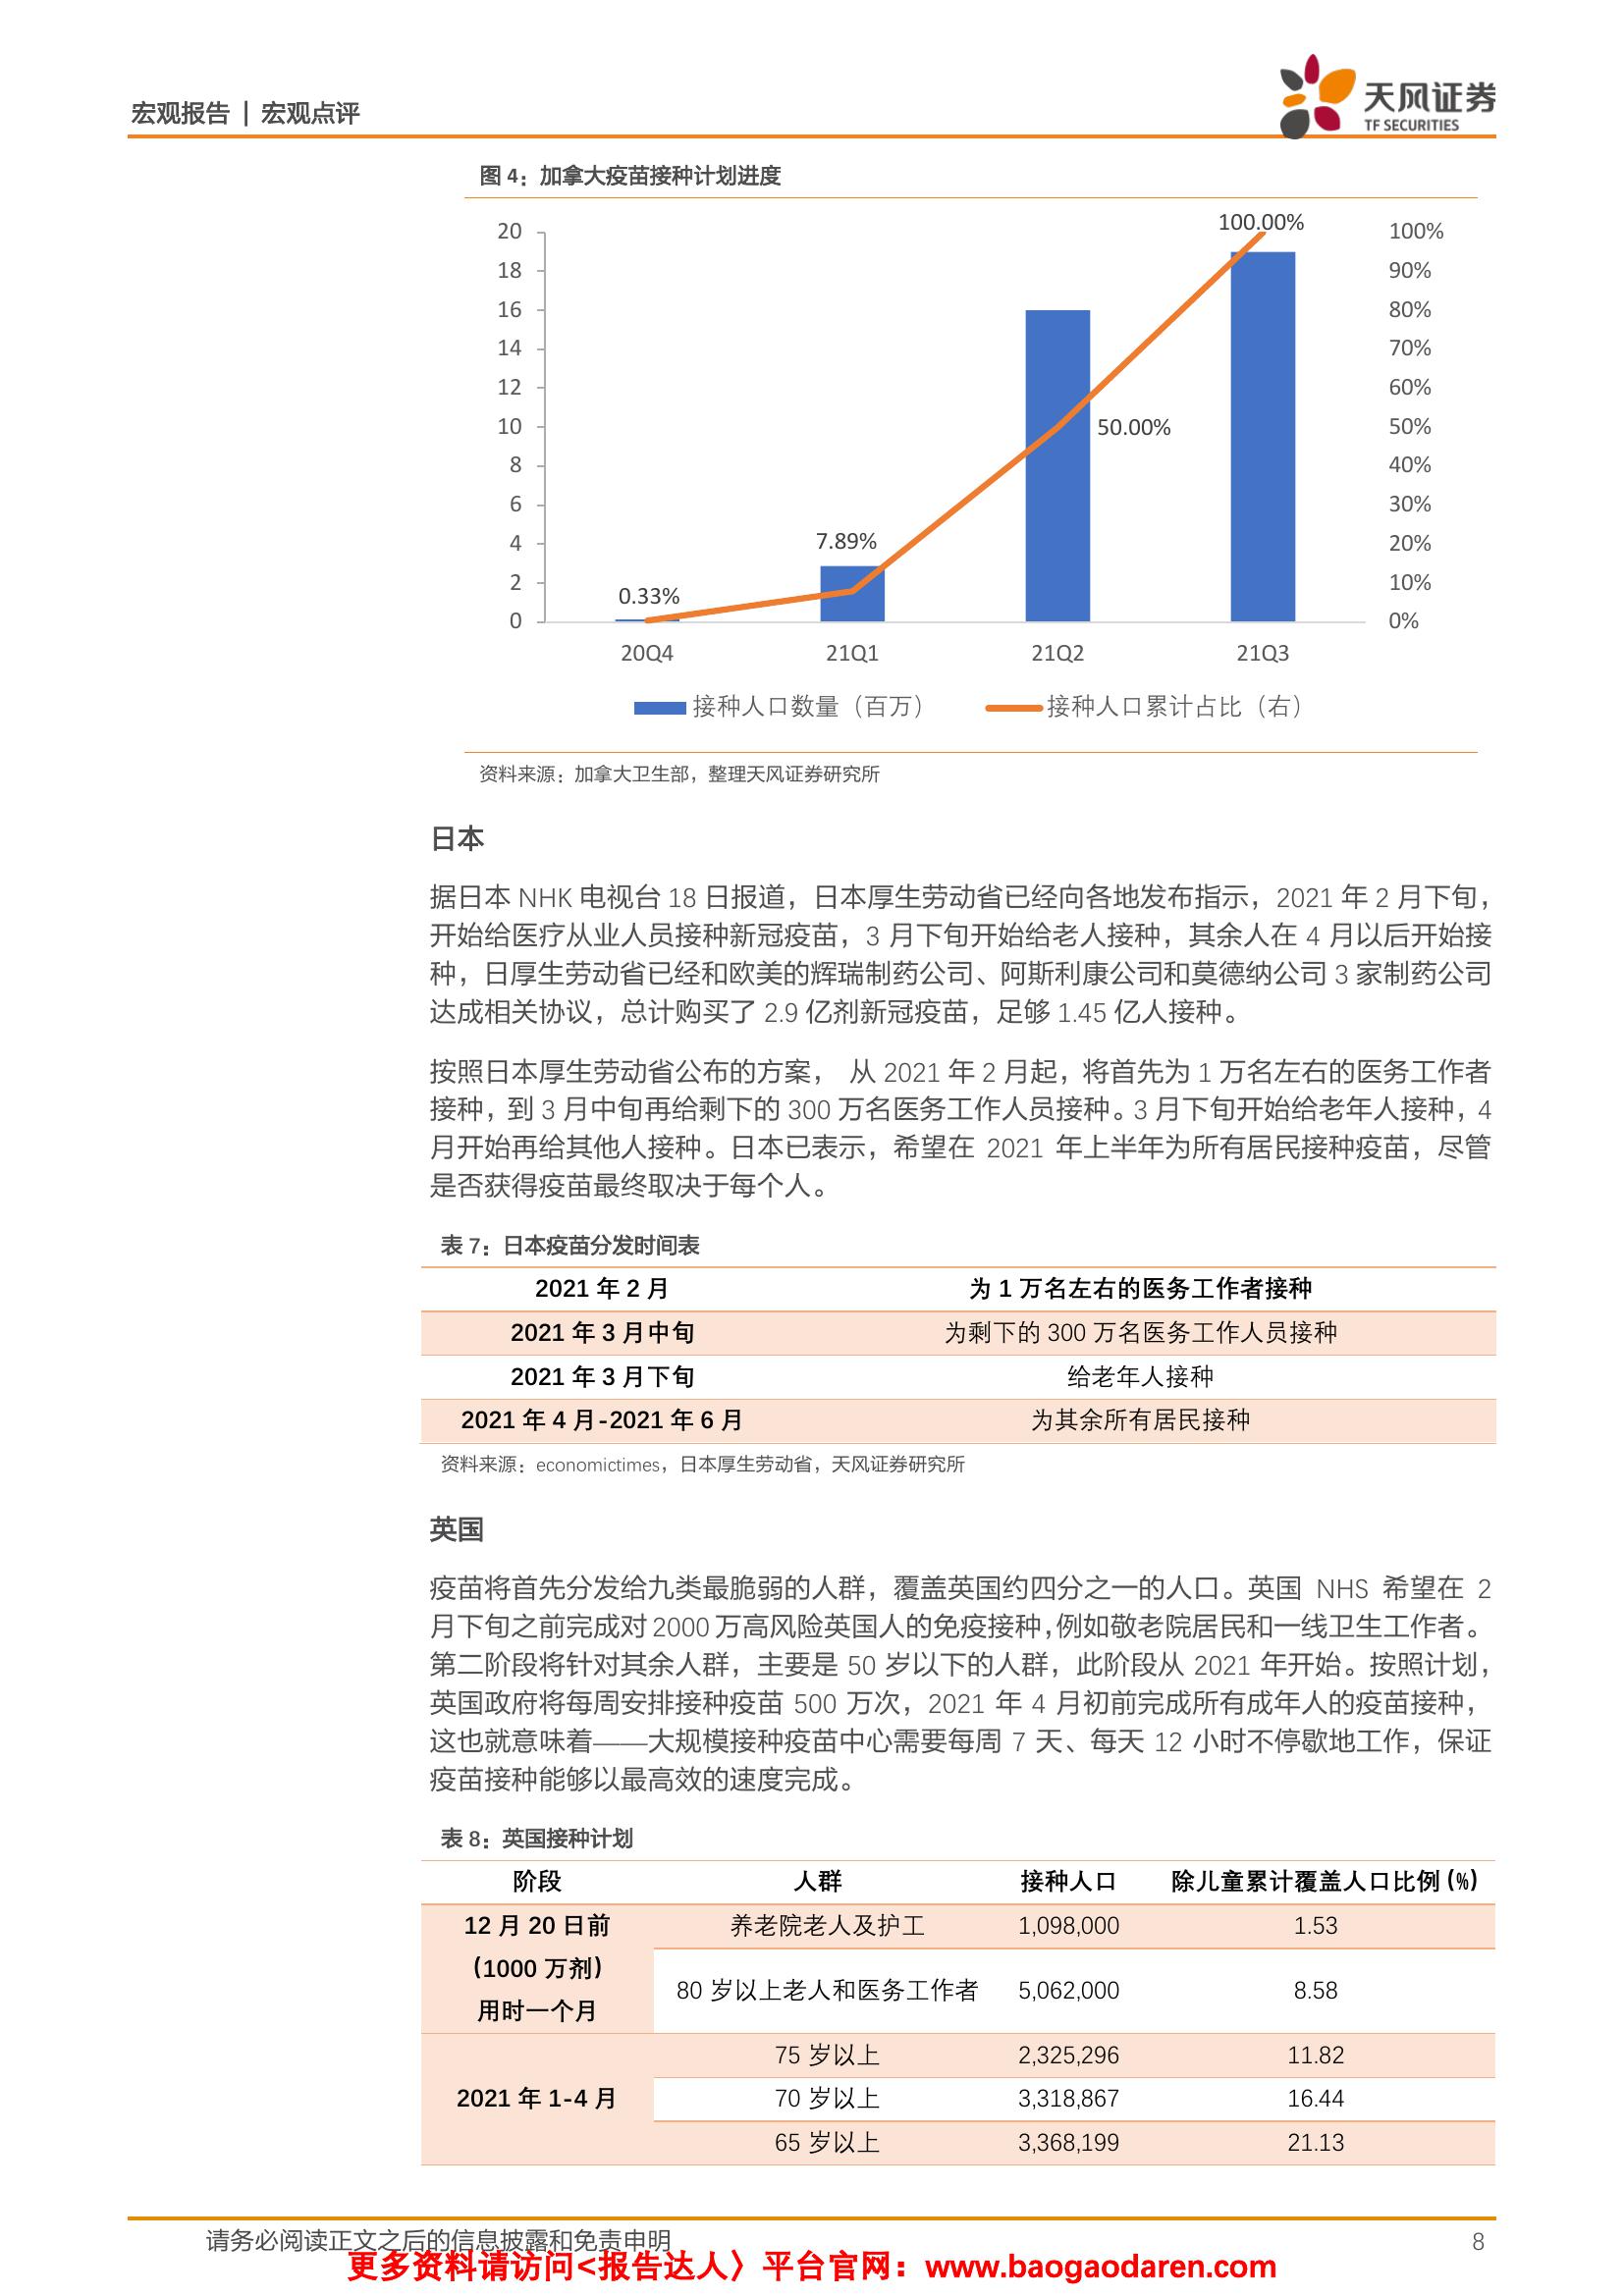 宏观报告 | 宏观点评
天风证券
TF SECURITIES
图 4：加拿大疫苗接种计划进度
20
18
16
14
12
10
8
6
4
2
0
100%
90%
80%
70%
60%
50%
40%
30%
20%
10%
0%
0.33%
7.89%
50.00%
100.00%
20Q4 21Q1 21Q2 21Q3
接种人口数量（百万） 接种人口累计占比（右）
资料来源：加拿大卫生部，整理天风证券研究所
日本
据日本 NHK 电视台 18 日报道，日本厚生劳动省已经向各地发布指示，2021 年 2 月下旬，
开始给医疗从业人员接种新冠疫苗，3 月下旬开始给老人接种，其余人在 4 月以后开始接
种，日厚生劳动省已经和欧美的辉瑞制药公司、阿斯利康公司和莫德纳公司 3 家制药公司
达成相关协议，总计购买了 2.9 亿剂新冠疫苗，足够 1.45 亿人接种。
按照日本厚生劳动省公布的方案， 从 2021 年 2 月起，将首先为 1 万名左右的医务工作者
接种，到 3 月中旬再给剩下的 300 万名医务工作人员接种。3 月下旬开始给老年人接种，4
月开始再给其他人接种。日本已表示，希望在 2021 年上半年为所有居民接种疫苗，尽管
是否获得疫苗最终取决于每个人。
表 7：日本疫苗分发时间表
2021 年 2 月 为 1 万名左右的医务工作者接种
2021 年 3 月中旬 为剩下的 300 万名医务工作人员接种
2021 年 3 月下旬 给老年人接种
2021 年 4 月-2021 年 6 月 为其余所有居民接种
资料来源：economictimes，日本厚生劳动省，天风证券研究所
英国
疫苗将首先分发给九类最脆弱的人群，覆盖英国约四分之一的人口。英国 NHS 希望在 2
月下旬之前完成对 2000 万高风险英国人的免疫接种，例如敬老院居民和一线卫生工作者。
第二阶段将针对其余人群，主要是 50 岁以下的人群，此阶段从 2021 年开始。按照计划，
英国政府将每周安排接种疫苗 500 万次，2021 年 4 月初前完成所有成年人的疫苗接种，
这也就意味着——大规模接种疫苗中心需要每周 7 天、每天 12 小时不停歇地工作，保证
疫苗接种能够以最高效的速度完成。
表 8：英国接种计划
阶段 人群 接种人口 除儿童累计覆盖人口比例（%）
12 月 20 日前
（1000 万剂）
用时一个月
养老院老人及护工 1,098,000 1.53
80 岁以上老人和医务工作者 5,062,000 8.58
2021 年 1-4 月
75 岁以上 2,325,296 11.82
70 岁以上 3,318,867 16.44
65 岁以上 3,368,199 21.13
请务必阅读正文之后的信息披露和免责申明 8
更多资料请访问<报告达人〉平台官网：www.baogaodaren.com